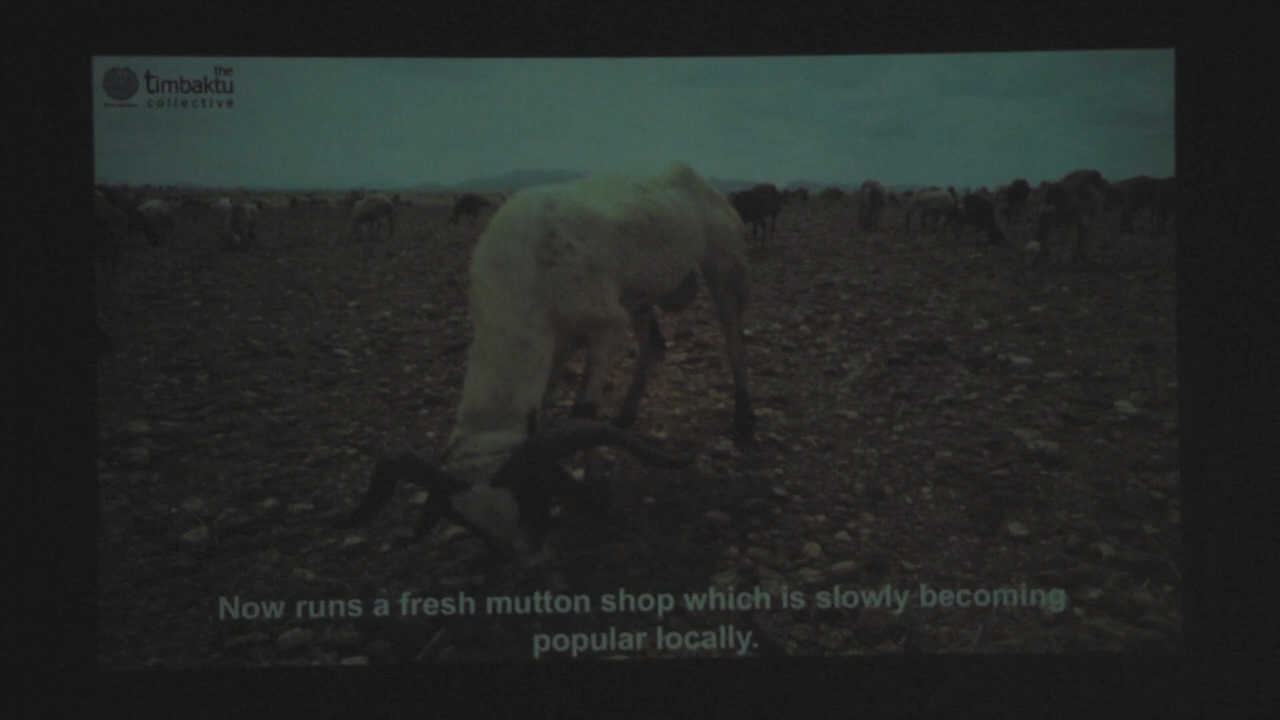 the
timbaktu
collective
Now runs a fresh mutton shop which is slowly becoming
popular locally.